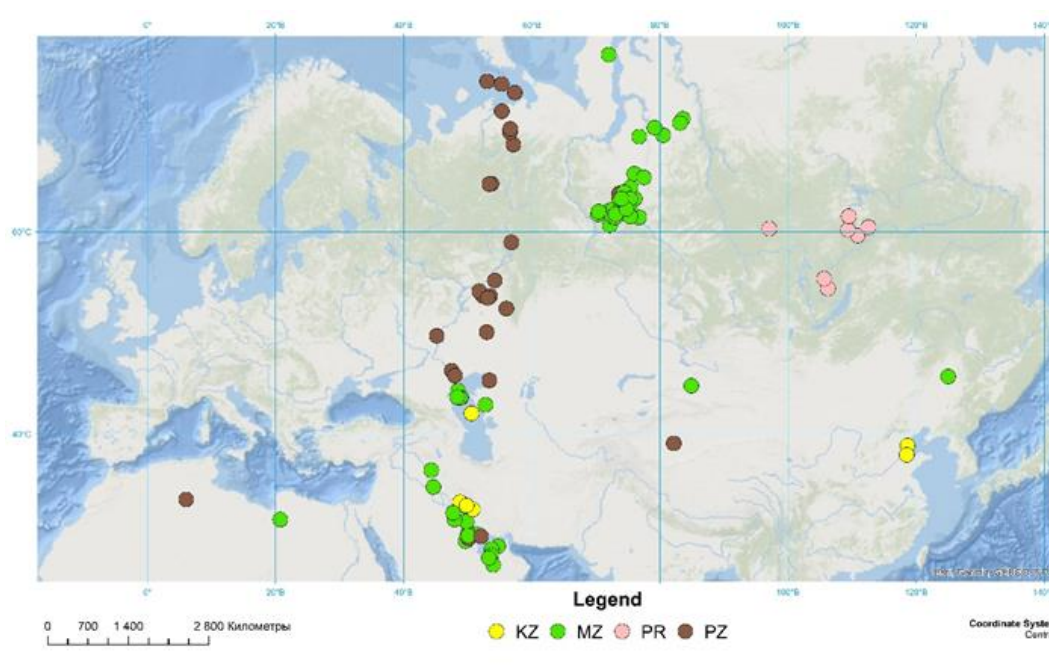 0° 20°В 40°В 60°В 80°В 100°В 120°В 140°
60°С
40°С
0° 20°В 40°В 80°В 100°В 120°В 140°
Legend
0 700 1 400 2 800 Километры
KZ MZ PR PZ
Coordinate Syste
Centr